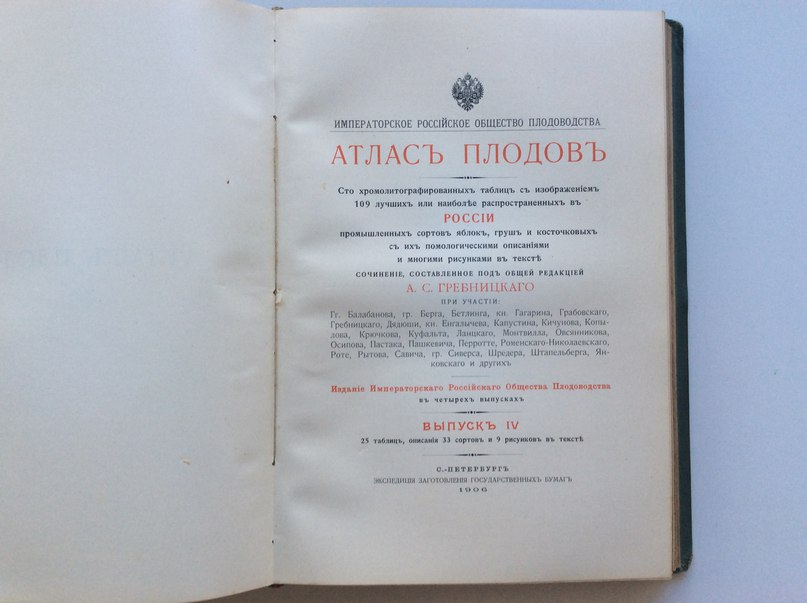 ИМПЕРАТОРСКОЕ РОССІЙСКОЕ ОБЩЕСТВО ПЛОДОВОДСТВА
АТЛАСЪ ПЛОДОВЪ
Сто хромолитографированныхъ таблицъ съ изображеніемъ
109 лучшихъ или наиболѣе распространенныхъ въ
РОССІИ
промышленныхъ сортовъ яблокъ, грушъ и косточковыхъ
съ ихъ помологическими описаніями
и многими рисунками въ текстѣ
СОЧИНЕНІЕ, СОСТАВЛЕННОЕ ПОДЪ ОБЩЕЙ РЕДАКЦІЕЙ
А. С. ГРЕБНИЦКАГО
ПРИ УЧАСТІИ:
Гг. Балабанова, гр. Берга, Бетлинга, кн. Гагарина, Грабовскаго,
Гребницкаго, Дядюши, кн. Енгалычева, Капустина, Кичунова, Копы-
лова, Крючкова, Куфальта, Ланцкаго, Монтвилла, Овсянникова,
Осипова, Пастака, Пашкевича, Перротте, Роменскаго-Николаевскаго,
Роте, Рытова, Савича, гр. Сиверса, Шредера, Штапельберга, Ян-
ковскаго и другихъ
Изданіе Императорскаго Россійскаго Общества Плодоводства
въ четырехъ выпускахъ
ВЫПУСКЪ IV
25 таблицъ, описанія 33 сортовъ и 9 рисунковъ въ текстѣ
С.-ПЕТЕРБУРГЪ
ЭКСПЕДИЦІЯ ЗАГОТОВЛЕНІЯ ГОСУДАРСТВЕННЫХЪ БУМАГЪ
1906